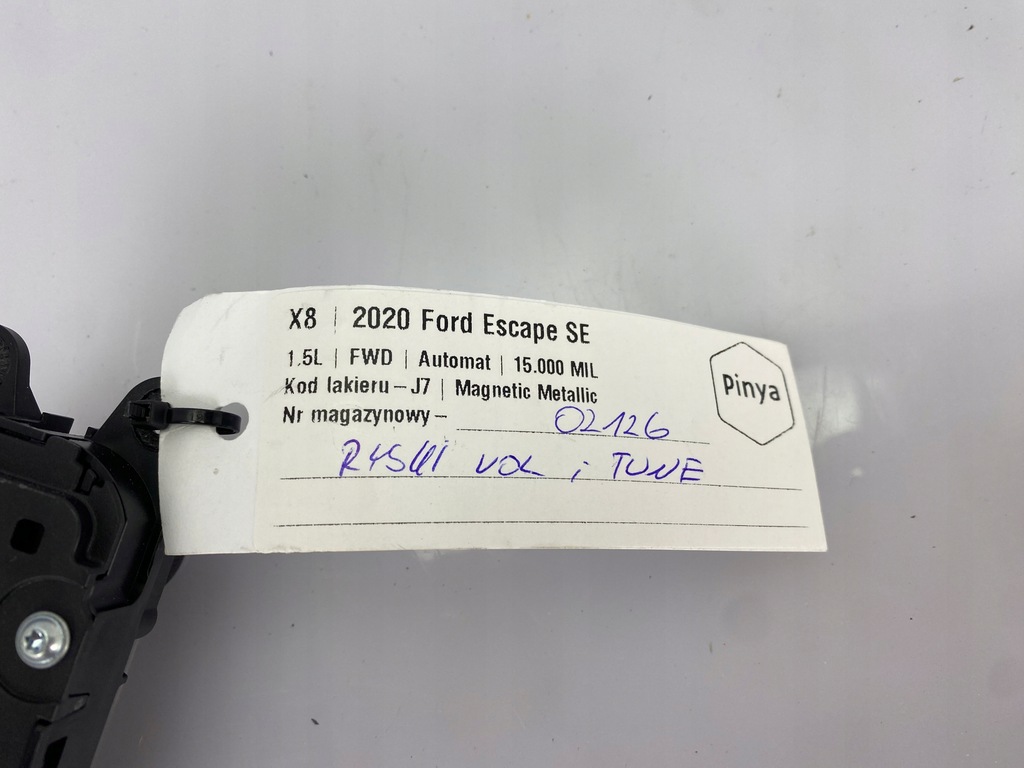 X8 | 2020 Ford Escape SE
1.5L | FWD | Automat | 15.000 MIL
Kod lakieru – J7 | Magnetic Metallic
Nr magazynowy – 02126
RYSKI VOL i TUNE
Pinya